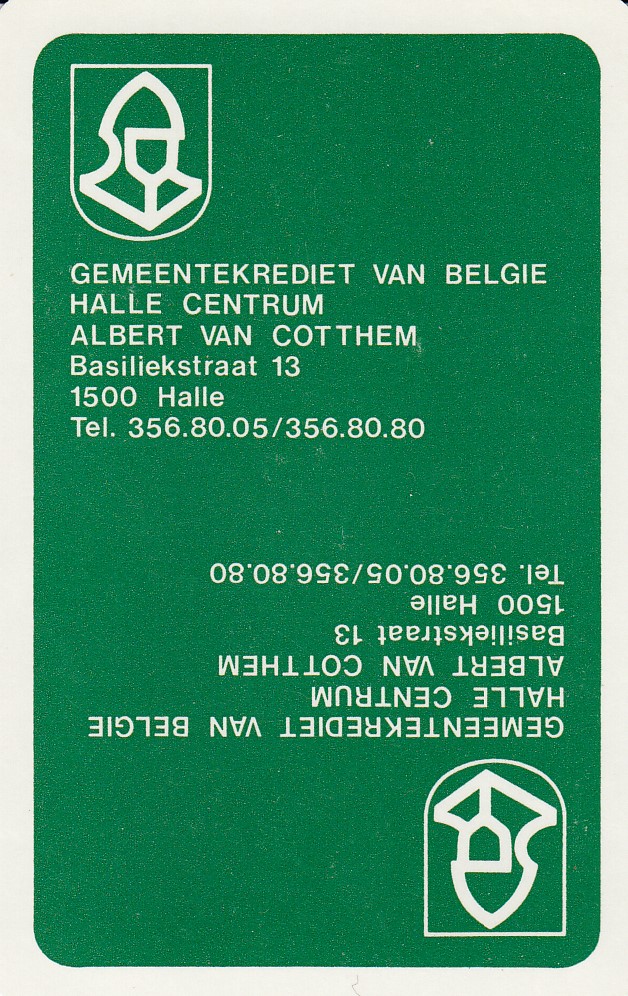 GEMEENTEKREDIET VAN BELGIE
HALLE CENTRUM
ALBERT VAN COTTHEM
Basiliekstraat 13
1500 Halle
Tel. 356.80.05/356.80.80
GEMEENTEKREDIET VAN BELGIE
HALLE CENTRUM
ALBERT VAN COTTHEM
Basiliekstraat 13
1500 Halle
Tel. 356.80.05/356.80.80